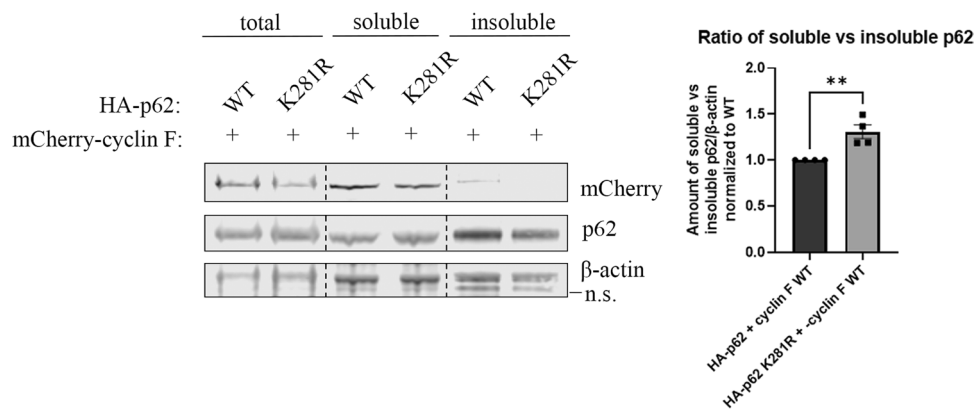 total soluble insoluble
HA-p62: WT K281R WT K281R WT K281R
mCherry-cyclin F: + + + + + +
mCherry
p62
β-actin
n.s.
Ratio of soluble vs insoluble p62
Amount of soluble vs
insoluble p62/β-actin
normalized to WT
2.0
1.5
1.0
0.5
0.0
**
HA-p62 + cyclin F WT
HA-p62 K281R + -cyclin F WT